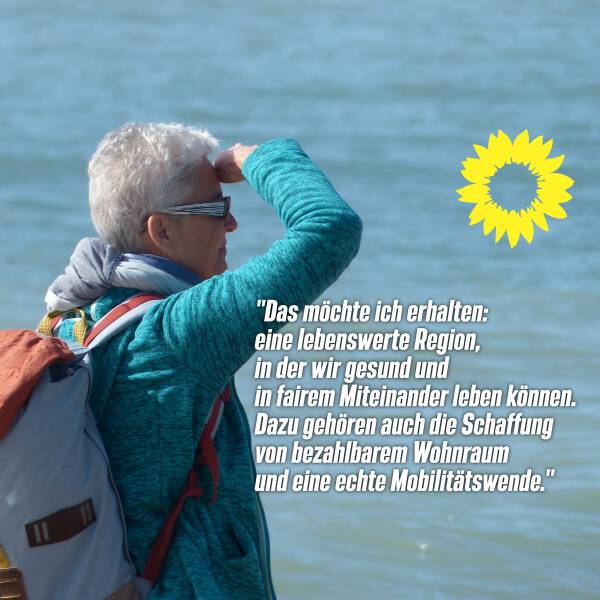 "Das möchte ich erhalten:
eine lebenswerte Region,
in der wir gesund und
in fairem Miteinander leben können.
Dazu gehören auch die Schaffung
von bezahlbarem Wohnraum
und eine echte Mobilitätswende."